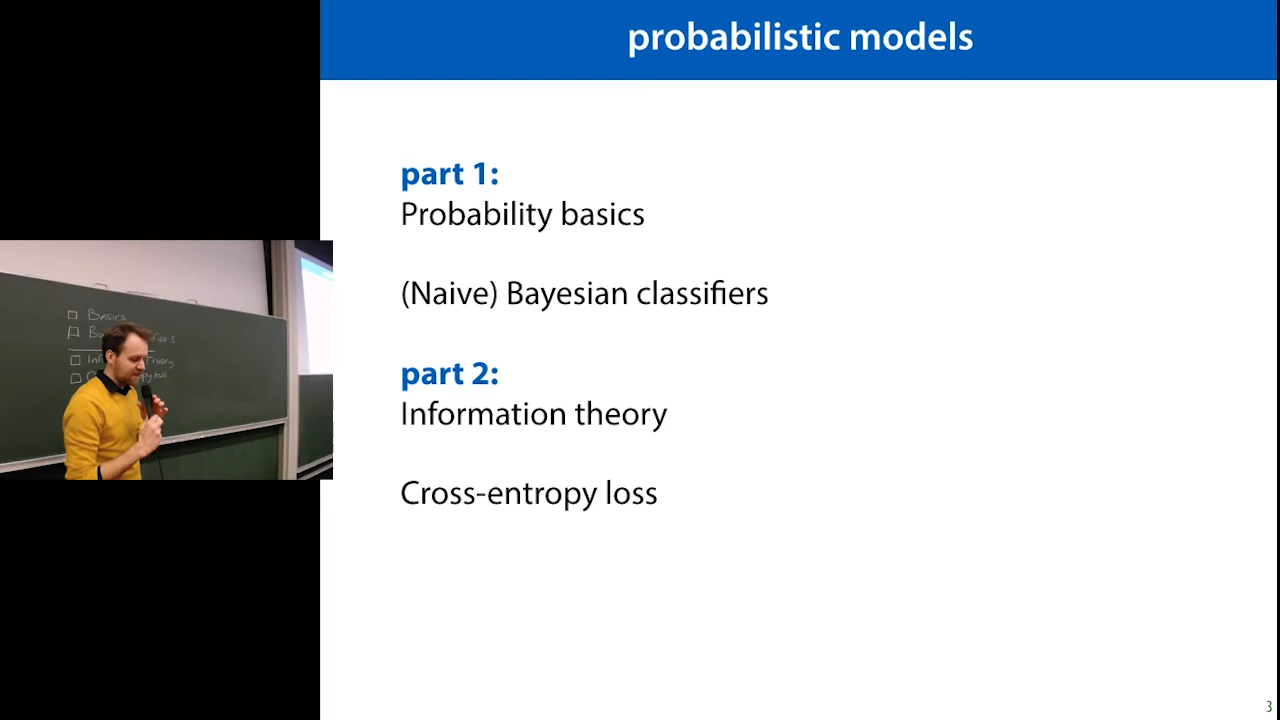 probabilistic models
part 1:
Probability basics
(Naive) Bayesian classifiers
part 2:
Information theory
Cross-entropy loss
3
Basics